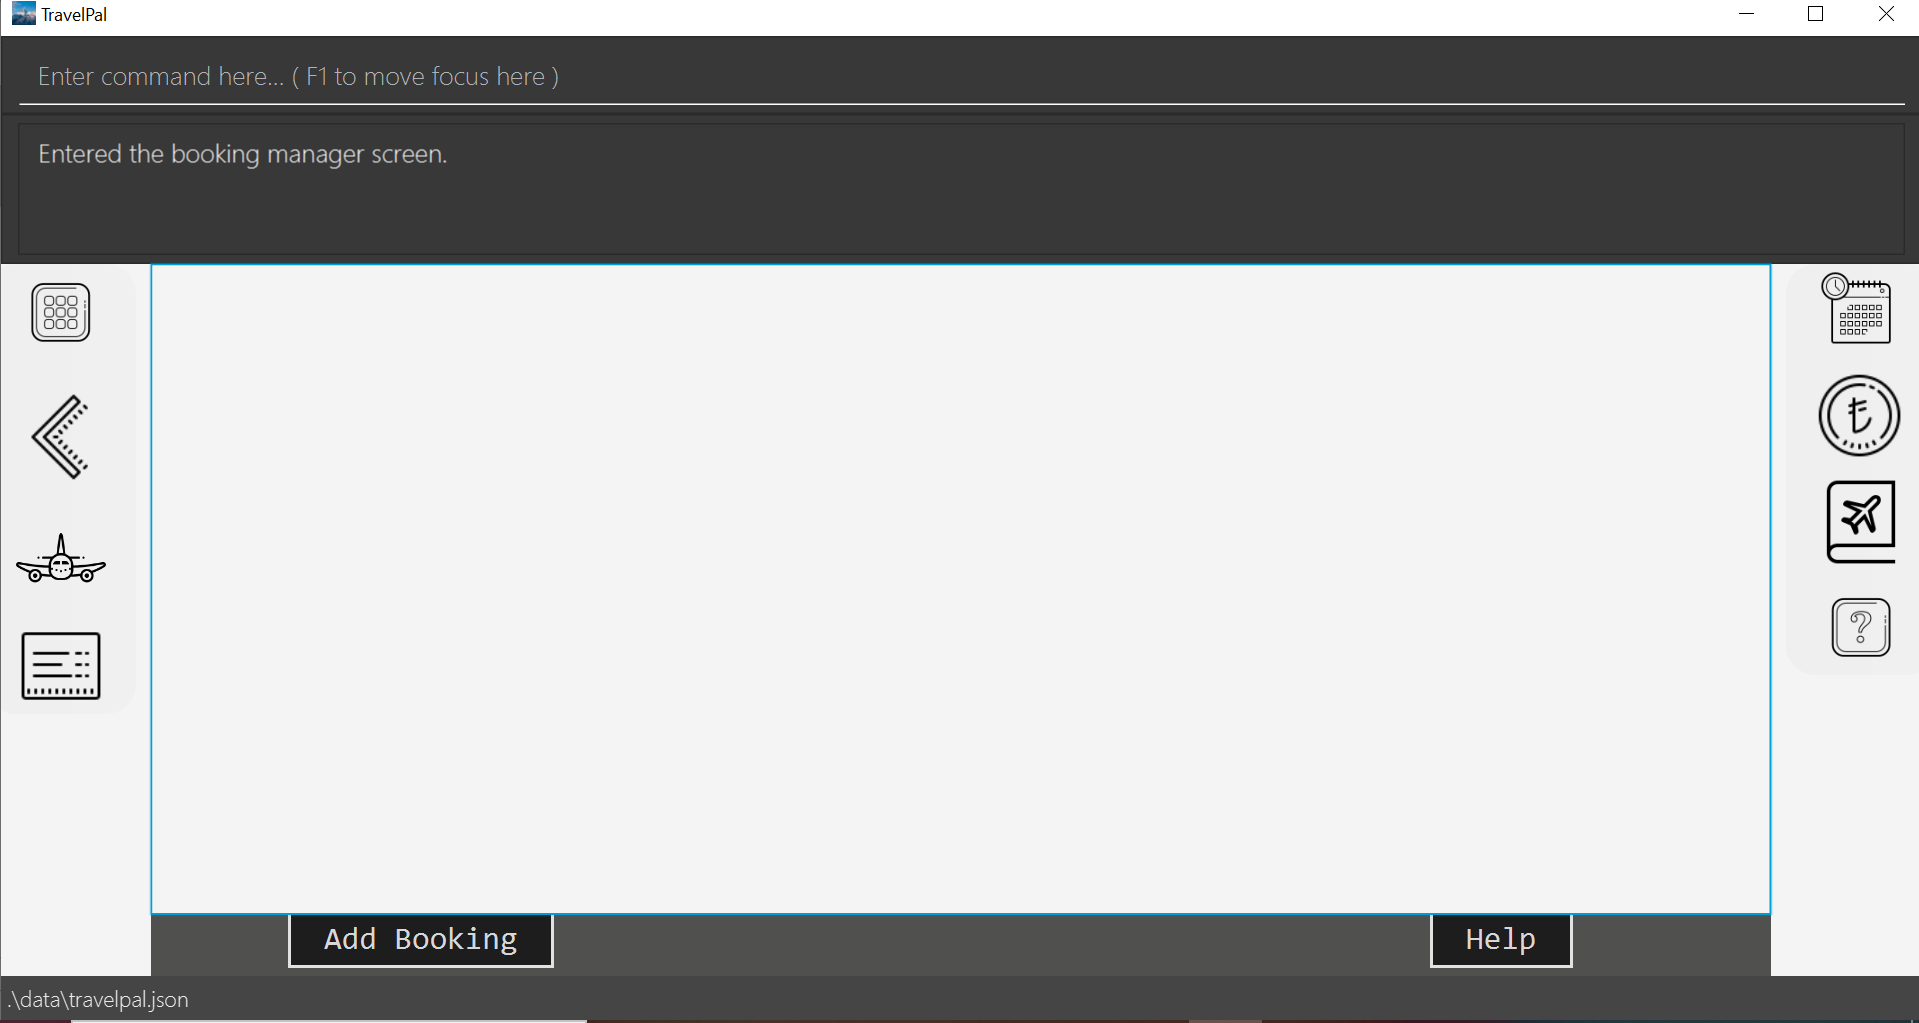 TravelPal
Enter command here... ( F1 to move focus here )
Entered the booking manager screen.
?
Add Booking
Help
.\data\travelpal.json